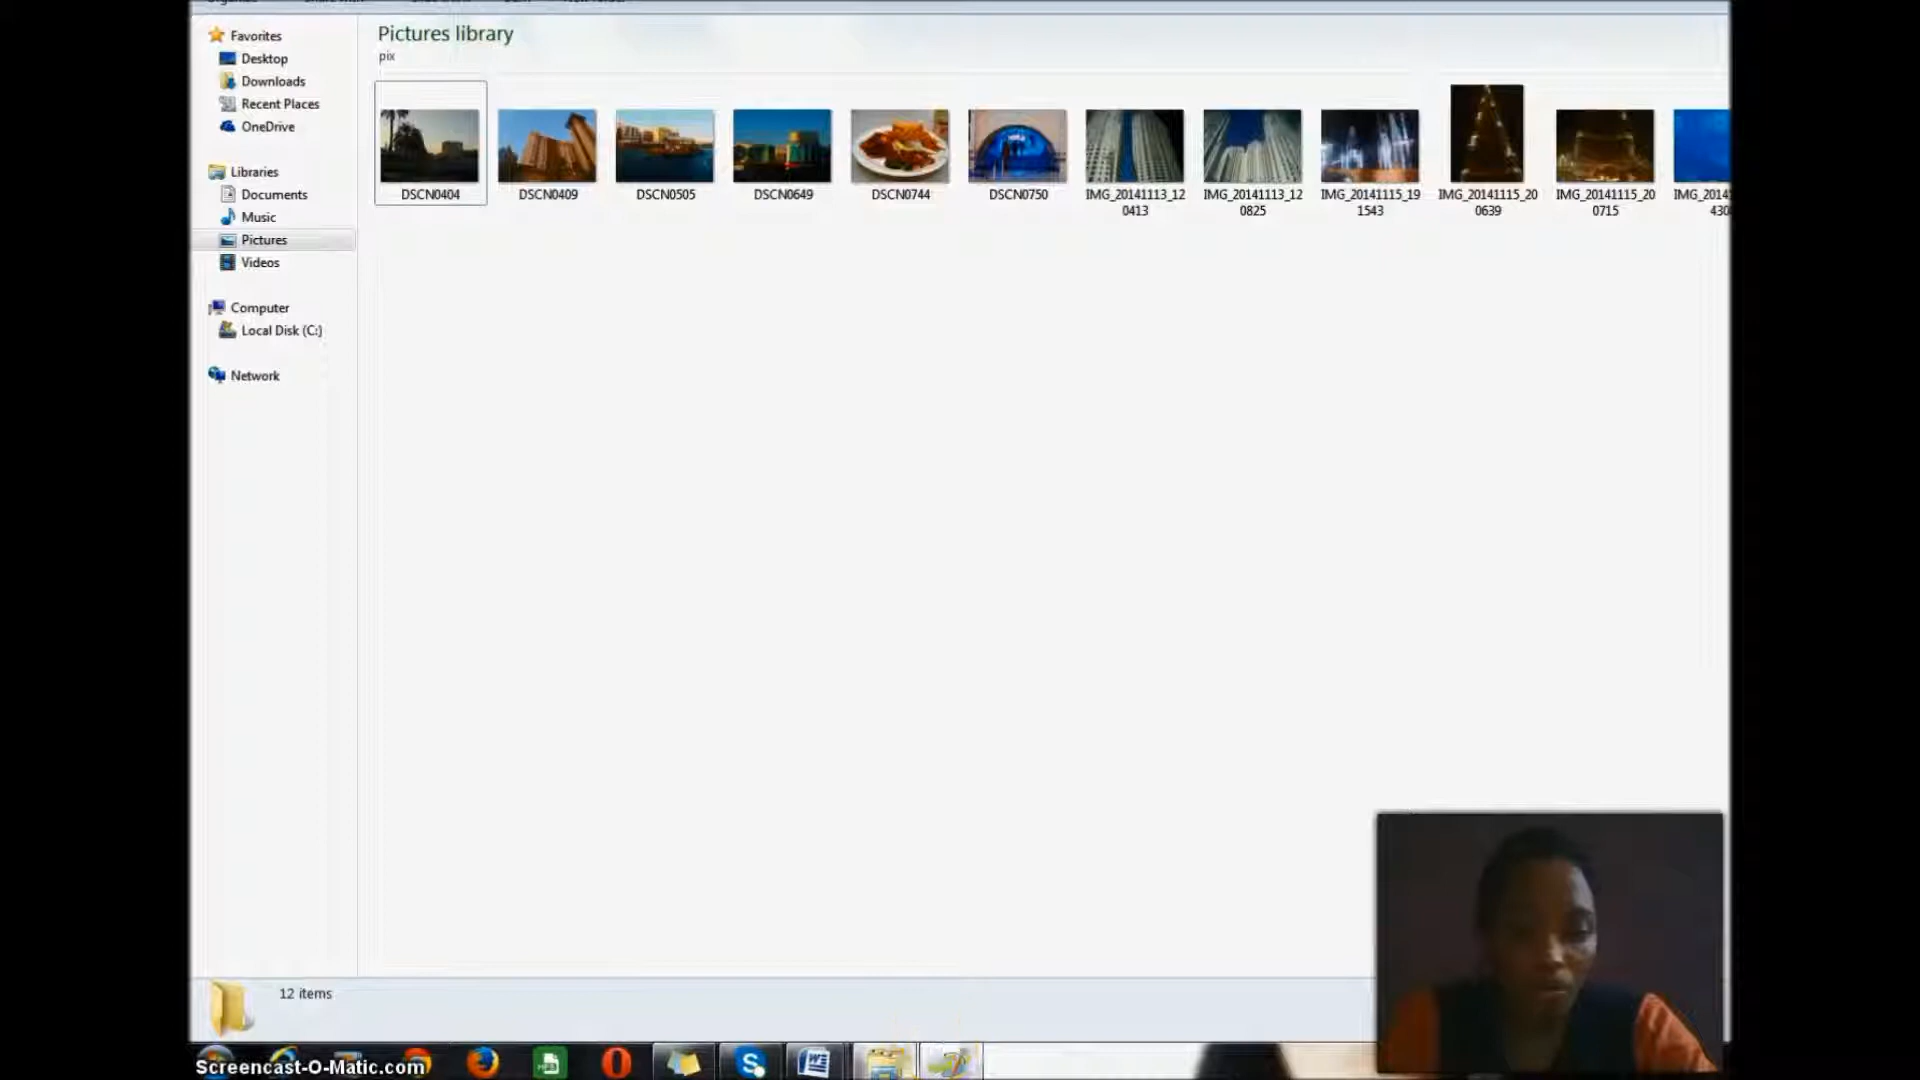 Pictures library
pix
Favorites
Desktop
Downloads
Recent Places
OneDrive
Libraries
Documents
Music
Pictures
Videos
Computer
Local Disk (C:)
Network
DSCN0404
DSCN0409
DSCN0505
DSCN0649
DSCN0744
DSCN0750
IMG_20141113_12
0413
IMG_20141113_12
0825
IMG_20141115_19
1543
IMG_20141115_20
0639
IMG_20141115_20
0715
IMG_2014
430
12 items
Screencast-O-Matic.com